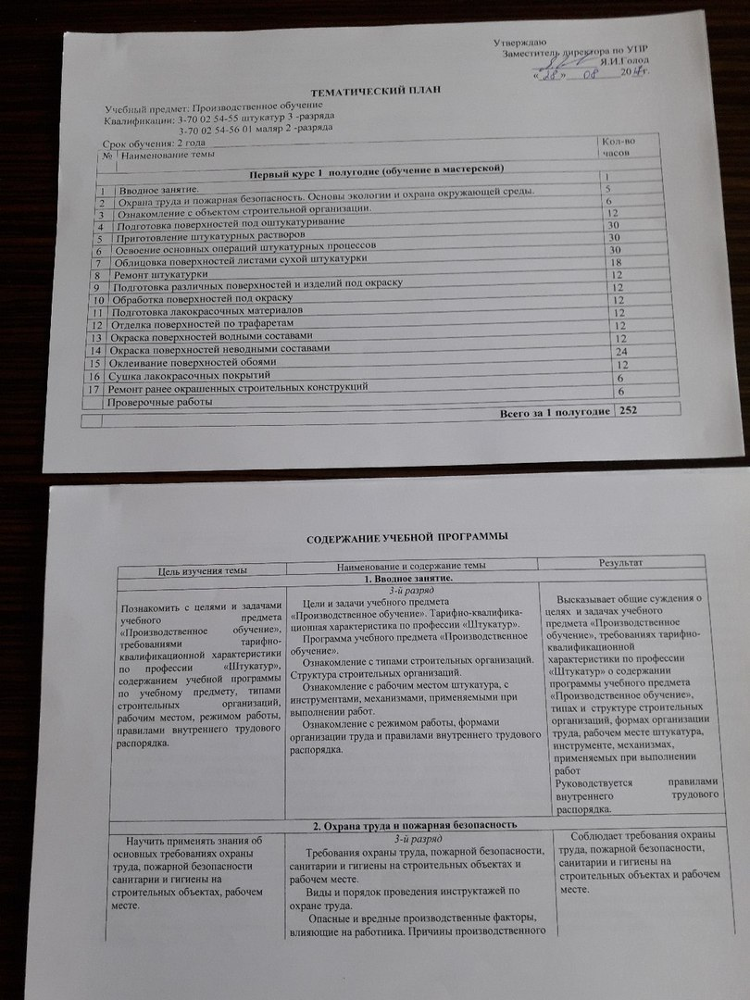 Утверждаю
Заместитель директора по УПР
Я.И.Голод
«28» 08 201 г.
ТЕМАТИЧЕСКИЙ ПЛАН
Учебный предмет: Производственное обучение
Квалификации: 3-70 02 54-55 штукатур 3 -разряда
3-70 02 54-56 01 маляр 2 -разряда
Срок обучения: 2 года
№ Наименование темы Кол-во часов
Первый курс 1 полугодие (обучение в мастерской)
1 Вводное занятие. 1
2 Охрана труда и пожарная безопасность. Основы экологии и охрана окружающей среды. 5
3 Ознакомление с объектом строительной организации. 6
4 Подготовка поверхностей под оштукатуривание 12
5 Приготовление штукатурных растворов 30
6 Освоение основных операций штукатурных процессов 30
7 Облицовка поверхностей листами сухой штукатурки 30
8 Ремонт штукатурки 18
9 Подготовка различных поверхностей и изделий под окраску 12
10 Обработка поверхностей под окраску 12
11 Подготовка лакокрасочных материалов 12
12 Отделка поверхностей по трафаретам 12
13 Окраска поверхностей водными составами 12
14 Окраска поверхностей неводными составами 12
15 Оклеивание поверхностей обоями 24
16 Сушка лакокрасочных покрытий 12
17 Ремонт ранее окрашенных строительных конструкций 6
Проверочные работы 6
Всего за 1 полугодие 252
СОДЕРЖАНИЕ УЧЕБНОЙ ПРОГРАММЫ
Цель изучения темы Наименование и содержание темы Результат
1. Вводное занятие.
Познакомить с целями и задачами
учебного предмета
«Производственное обучение»,
требованиями тарифно-
квалификационной характеристики
по профессии «Штукатур»,
содержанием учебной программы
по учебному предмету, типами
строительных организаций,
рабочим местом, режимом работы,
правилами внутреннего трудового
распорядка.
3-й разряд
Цели и задачи учебного предмета
«Производственное обучение». Тарифно-квалифика-
ционная характеристика по профессии «Штукатур».
Программа учебного предмета «Производственное
обучение».
Ознакомление с типами строительных организаций.
Структура строительных организаций.
Ознакомление с рабочим местом штукатура, с
инструментами, механизмами, применяемыми при
выполнении работ.
Ознакомление с режимом работы, формами
организации труда и правилами внутреннего трудового
распорядка.
Высказывает общие суждения о
целях и задачах учебного
предмета «Производственное
обучение», требованиях тарифно-
квалификационной
характеристики по профессии
«Штукатур» о содержании
программы учебного предмета
«Производственное обучение»,
типах и структуре строительных
организаций, формах организации
труда, рабочем месте штукатура,
инструменте, механизмах,
применяемых при выполнении
работ
Руководствуется правилами
внутреннего трудового
распорядка.
2. Охрана труда и пожарная безопасность
Научить применять знания об
основных требованиях охраны
труда, пожарной безопасности
санитарии и гигиены на
строительных объектах, рабочем
месте.
3-й разряд
Требования охраны труда, пожарной безопасности,
санитарии и гигиены на строительных объектах и
рабочем месте.
Виды и порядок проведения инструктажей по
охране труда.
Опасные и вредные производственные факторы,
влияющие на работника. Причины производственного
Соблюдает требования охраны
труда, пожарной безопасности,
санитарии и гигиены на
строительных объектах и рабочем
месте.